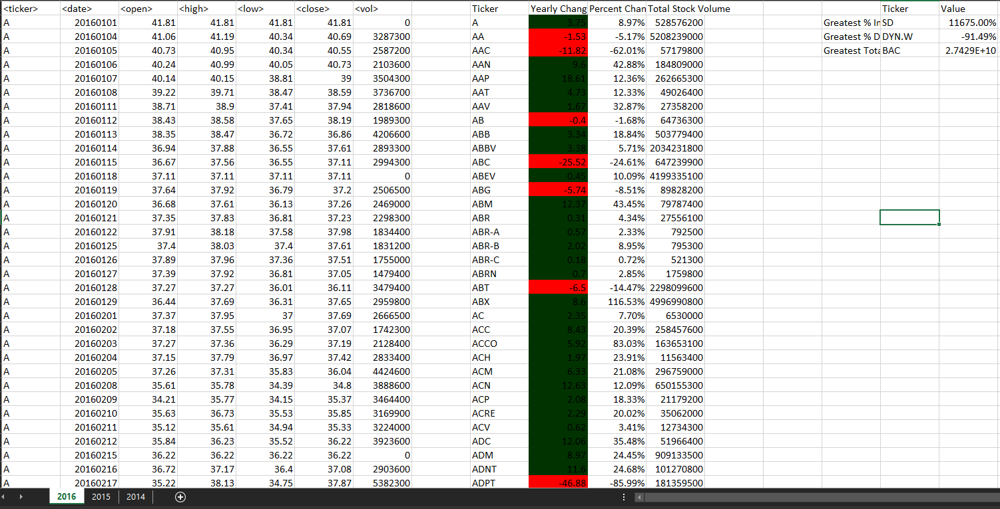 <ticker> <date> <open> <high> <low> <close> <vol> Ticker Yearly Chang Percent Chan Total Stock Volume Ticker Value
A 20160101 41.81 41.81 41.81 41.81 0 A 3.75 8.97% 528576200 Greatest % In SD 11675.00%
A 20160104 41.06 41.19 40.34 40.69 3287300 AA -1.53 -5.17% 5208239000 Greatest % D DYN.W -91.49%
A 20160105 40.73 40.95 40.34 40.55 2587200 AAC -11.82 -62.01% 57179800 Greatest Tota BAC 2.7429E+10
A 20160106 40.24 40.99 40.05 40.73 2103600 AAN 9.6 42.88% 184809000
A 20160107 40.14 40.15 38.81 39 3504300 AAP 18.61 12.36% 262665300
A 20160108 39.22 39.71 38.47 38.59 3736700 AAT 4.73 12.33% 49026400
A 20160111 38.71 38.9 37.41 37.94 2818600 AAV 1.67 32.87% 27358200
A 20160112 38.43 38.58 37.65 38.19 1989300 AB -0.4 -1.68% 64736300
A 20160113 38.35 38.47 36.72 36.86 4206600 ABB 3.34 18.84% 503779400
A 20160114 36.94 37.88 36.55 37.61 2893300 ABBV 3.38 5.71% 2034231800
A 20160115 36.67 37.56 36.55 37.11 2994300 ABC -25.52 -24.61% 647239900
A 20160118 37.11 37.11 37.11 37.11 0 ABEV 0.45 10.09% 4199335100
A 20160119 37.64 37.92 36.79 37.2 2506500 ABG -5.74 -8.51% 89828200
A 20160120 36.68 37.61 36.13 37.26 2469000 ABM 12.37 43.45% 79787400
A 20160121 37.35 37.83 36.81 37.23 2298300 ABR 0.31 4.34% 27556100
A 20160122 37.91 38.18 37.58 37.98 1834400 ABR-A 0.57 2.33% 792500
A 20160125 37.4 38.03 37.4 37.61 1831200 ABR-B 2.02 8.95% 795300
A 20160126 37.89 37.96 37.36 37.51 1755000 ABR-C 0.18 0.72% 521300
A 20160127 37.39 37.92 36.81 37.05 1479400 ABRN 0.7 2.85% 1759800
A 20160128 37.27 37.27 36.01 36.11 3479400 ABT -6.5 -14.47% 2298099600
A 20160129 36.44 37.69 36.31 37.65 2959800 ABX 8.6 116.53% 4996990800
A 20160201 37.37 37.95 37 37.69 2666500 AC 2.35 7.70% 6530000
A 20160202 37.18 37.55 36.95 37.07 1742300 ACC 8.43 20.39% 258457600
A 20160203 37.27 37.36 36.29 37.19 2128400 ACCO 5.92 83.03% 163653100
A 20160204 37.15 37.79 36.97 37.42 2833400 ACH 1.97 23.91% 11563400
A 20160205 37.26 37.31 35.83 36.04 4424600 ACM 6.33 21.08% 296759000
A 20160208 35.61 35.78 34.39 34.8 3888600 ACN 12.63 12.09% 650155300
A 20160209 34.21 35.77 34.15 35.37 3464400 ACP 2.08 18.33% 21179200
A 20160210 35.63 36.73 35.53 35.85 3169900 ACRE 2.29 20.02% 35062000
A 20160211 35.12 35.61 34.94 35.33 3224000 ACV 0.62 3.41% 12734300
A 20160212 35.84 36.23 35.52 36.22 3923600 ADC 12.06 35.48% 51966400
A 20160215 36.22 36.22 36.22 36.22 0 ADM 8.97 24.45% 909133500
A 20160216 36.72 37.17 36.4 37.08 2903600 ADNT 11.6 24.68% 101270800
A 20160217 35.22 38.13 34.75 37.87 5382300 ADPT -46.88 -85.99% 181359500
2016 2015 2014